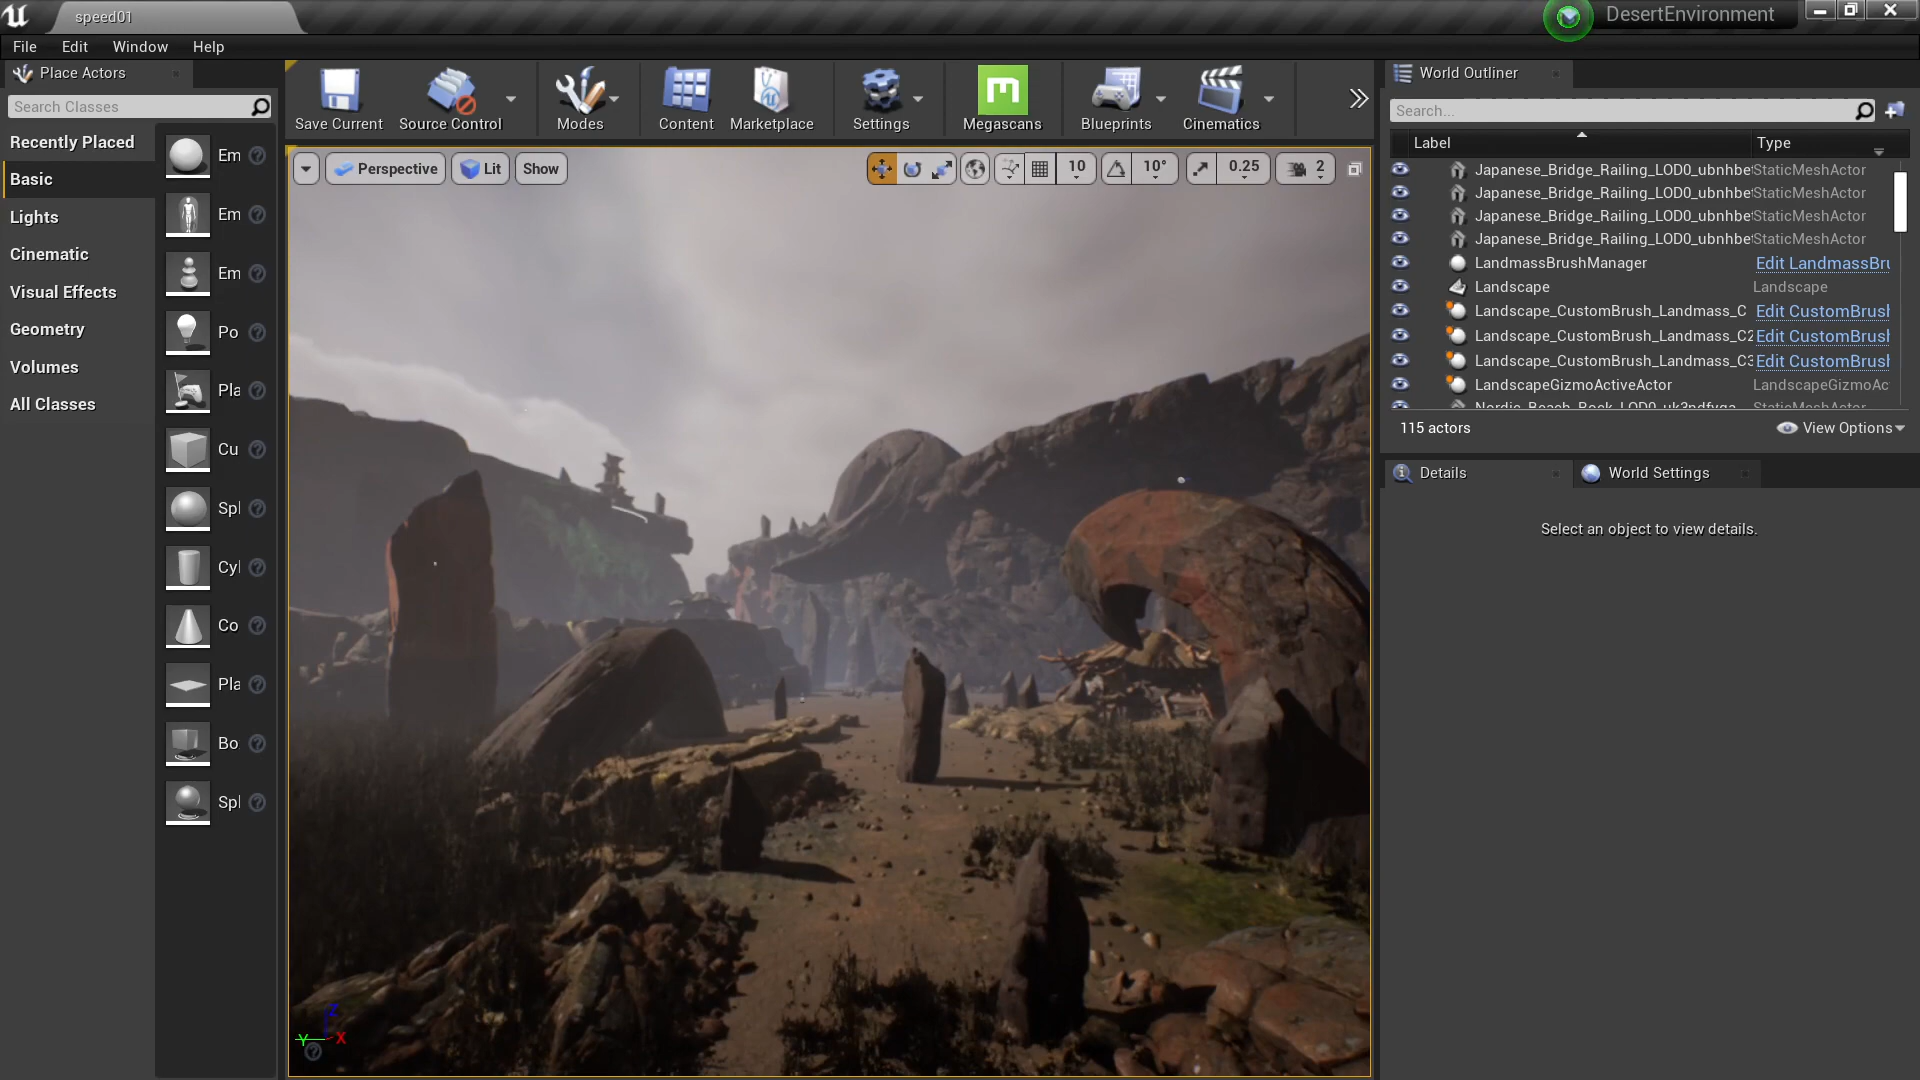 speed01
DesertEnvironment
File Edit Window Help
Place Actors
Search Classes
Recently Placed
Basic
Lights
Cinematic
Visual Effects
Geometry
Volumes
All Classes
Em
Em
Em
Po
Pla
Cu
Spl
Cyl
Co
Pla
Bo
Spl
Save Current
Source Control
Modes
Content
Marketplace
Settings
Megascans
Blueprints
Cinematics
Perspective
Lit
Show
10
10°
0.25
2
Z
Y
X
World Outliner
Search...
Label Type
Japanese_Bridge_Railing_LOD0_ubnhbe StaticMeshActor
Japanese_Bridge_Railing_LOD0_ubnhbe StaticMeshActor
Japanese_Bridge_Railing_LOD0_ubnhbe StaticMeshActor
Japanese_Bridge_Railing_LOD0_ubnhbe StaticMeshActor
LandmassBrushManager Edit LandmassBru
Landscape Landscape
Landscape_CustomBrush_Landmass_C Edit CustomBrush
Landscape_CustomBrush_Landmass_C2 Edit CustomBrush
Landscape_CustomBrush_Landmass_C3 Edit CustomBrush
LandscapeGizmoActiveActor LandscapeGizmoAc
115 actors
View Options
Details
World Settings
Select an object to view details.